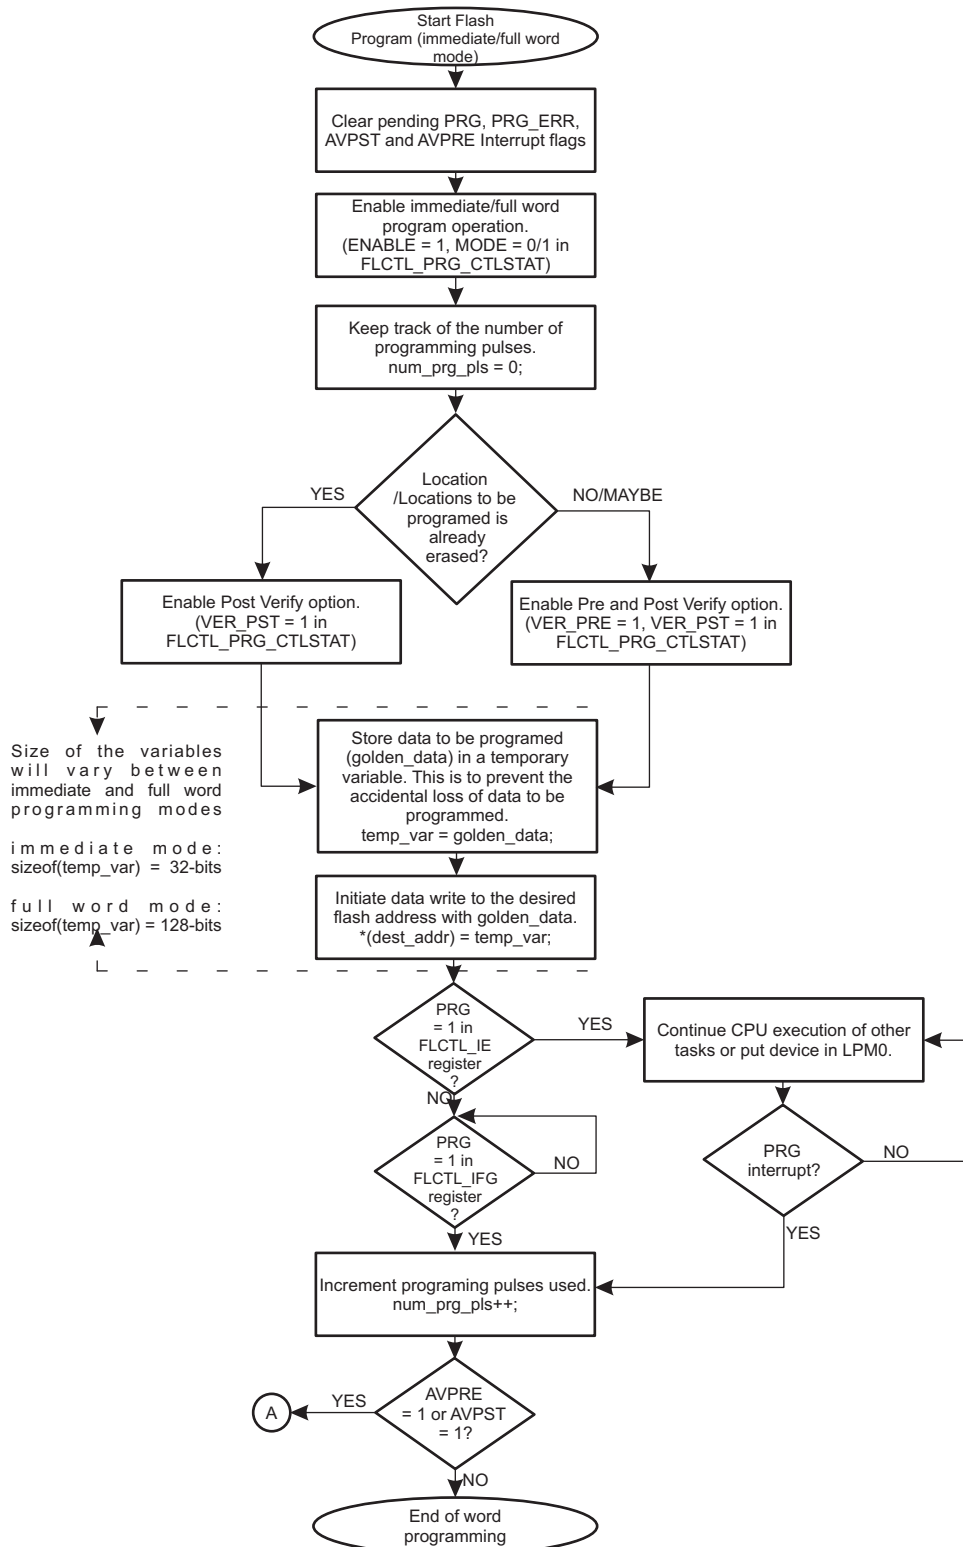 Start Flash
Program (immediate/full word
mode)
Clear pending PRG, PRG_ERR,
AVPST and AVPRE Interrupt flags
Enable immediate/full word
program operation.
(ENABLE = 1, MODE = 0/1 in
FLCTL_PRG_CTLSTAT)
Keep track of the number of
programming pulses.
num_prg_pls = 0;
Location
/Locations to be
programed is
already
erased?
YES
NO/MAYBE
Enable Post Verify option.
(VER_PST = 1 in
FLCTL_PRG_CTLSTAT)
Enable Pre and Post Verify option.
(VER_PRE = 1, VER_PST = 1 in
FLCTL_PRG_CTLSTAT)
Size of the variables
will vary between
immediate and full word
programming modes
immediate mode:
sizeof(temp_var) = 32-bits
full word mode:
sizeof(temp_var) = 128-bits
Store data to be programed
(golden_data) in a temporary
variable. This is to prevent the
accidental loss of data to be
programmed.
temp_var = golden_data;
Initiate data write to the desired
flash address with golden_data.
*(dest_addr) = temp_var;
PRG
= 1 in
FLCTL_IE
register
?
YES
NO
Continue CPU execution of other
tasks or put device in LPM0.
PRG
= 1 in
FLCTL_IFG
register
?
NO
YES
PRG
interrupt?
NO
YES
Increment programing pulses used.
num_prg_pls++;
AVPRE
= 1 or AVPST
= 1?
YES
A
NO
End of word
programming